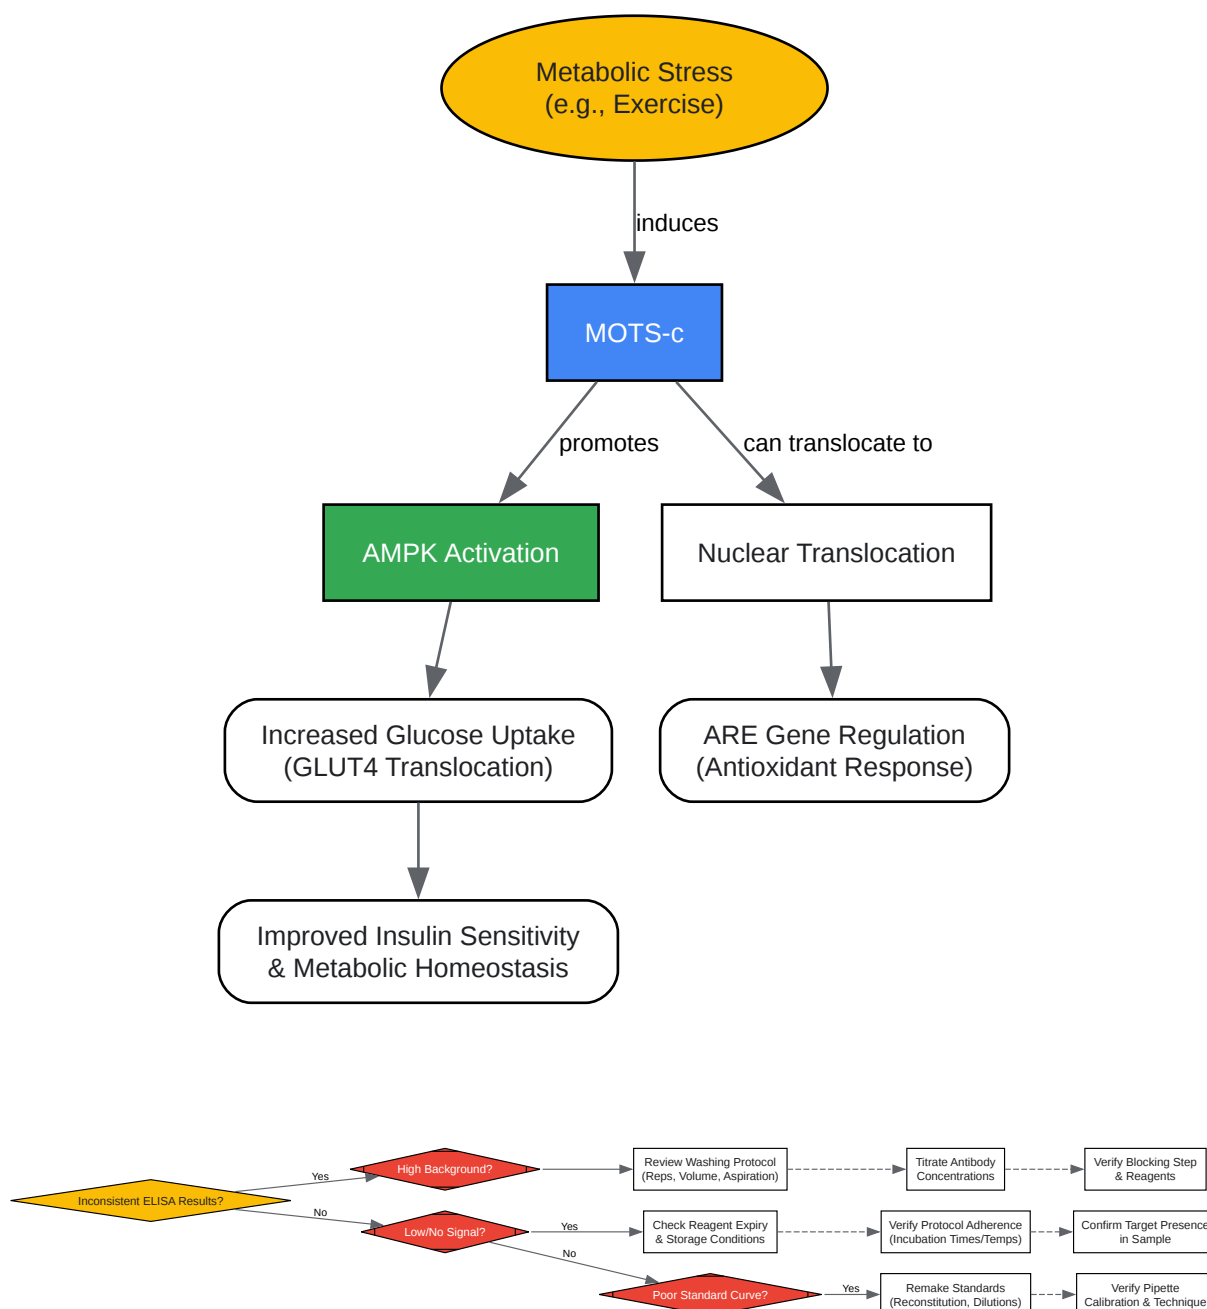 Metabolic Stress
(e.g., Exercise)
induces
MOTS-c
promotes
can translocate to
AMPK Activation
Nuclear Translocation
Increased Glucose Uptake
(GLUT4 Translocation)
ARE Gene Regulation
(Antioxidant Response)
Improved Insulin Sensitivity
& Metabolic Homeostasis
Inconsistent ELISA Results?
Yes
High Background?
Review Washing Protocol
(Reps, Volume, Aspiration)
Titrate Antibody
Concentrations
Verify Blocking Step
& Reagents
No
Low/No Signal?
Yes
Check Reagent Expiry
& Storage Conditions
Verify Protocol Adherence
(Incubation Times/Temps)
Confirm Target Presence
in Sample
No
Poor Standard Curve?
Yes
Remake Standards
(Reconstitution, Dilutions)
Verify Pipette
Calibration & Technique